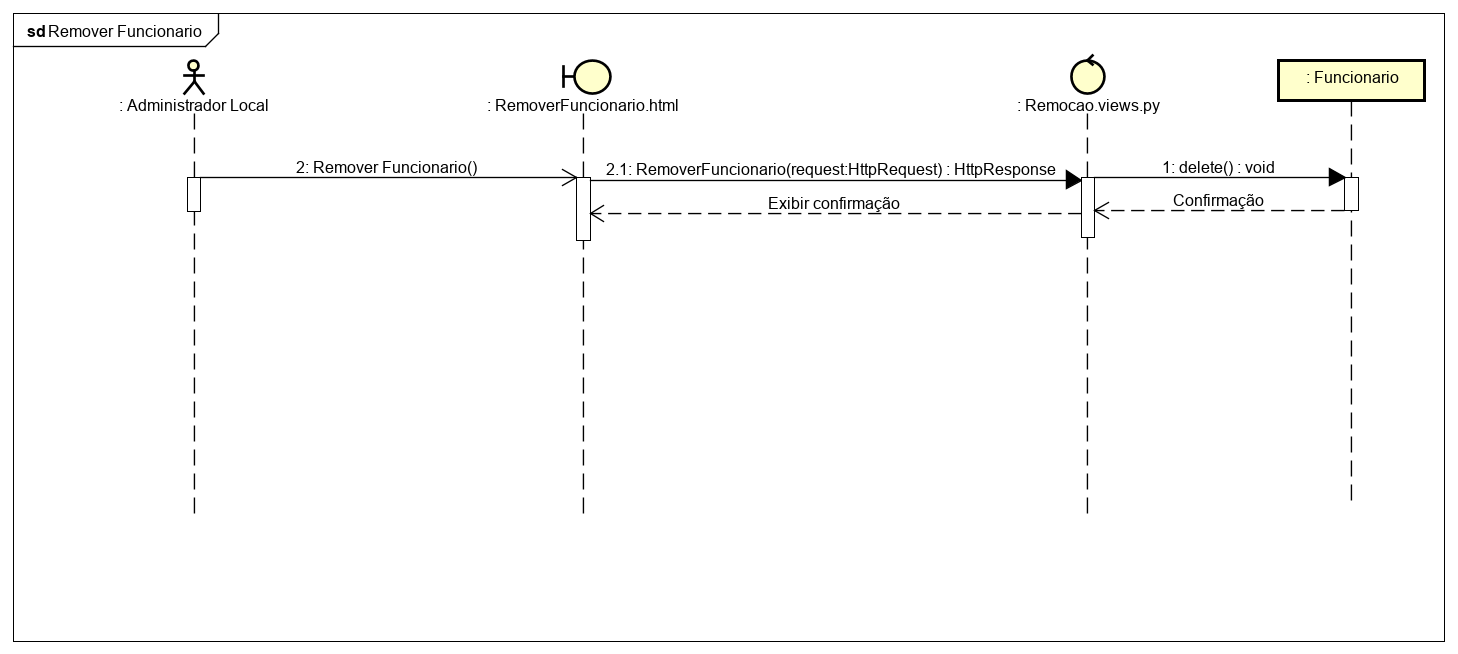 sd Remover Funcionario
: Administrador Local
: RemoverFuncionario.html
: Remocao.views.py
: Funcionario
2: Remover Funcionario()
2.1: RemoverFuncionario(request:HttpRequest) : HttpResponse
1: delete() : void
Exibir confirmação
Confirmação